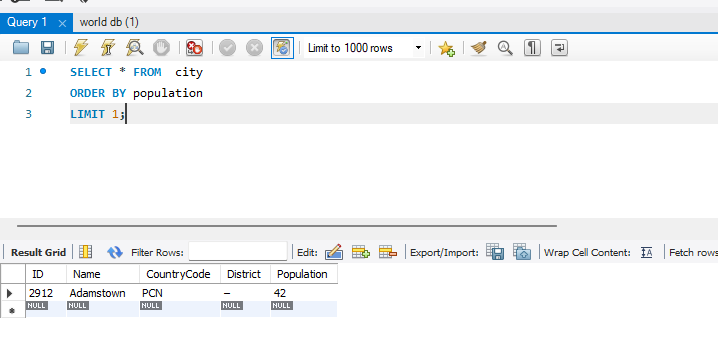 Query 1 world db (1)
Limit to 1000 rows
1 SELECT * FROM  city
2 ORDER BY population
3 LIMIT 1;
Result Grid Filter Rows: Edit: Export/Import: Wrap Cell Content: Fetch rows
ID Name CountryCode District Population
2912 Adamstown PCN – 42
NULL NULL NULL NULL NULL